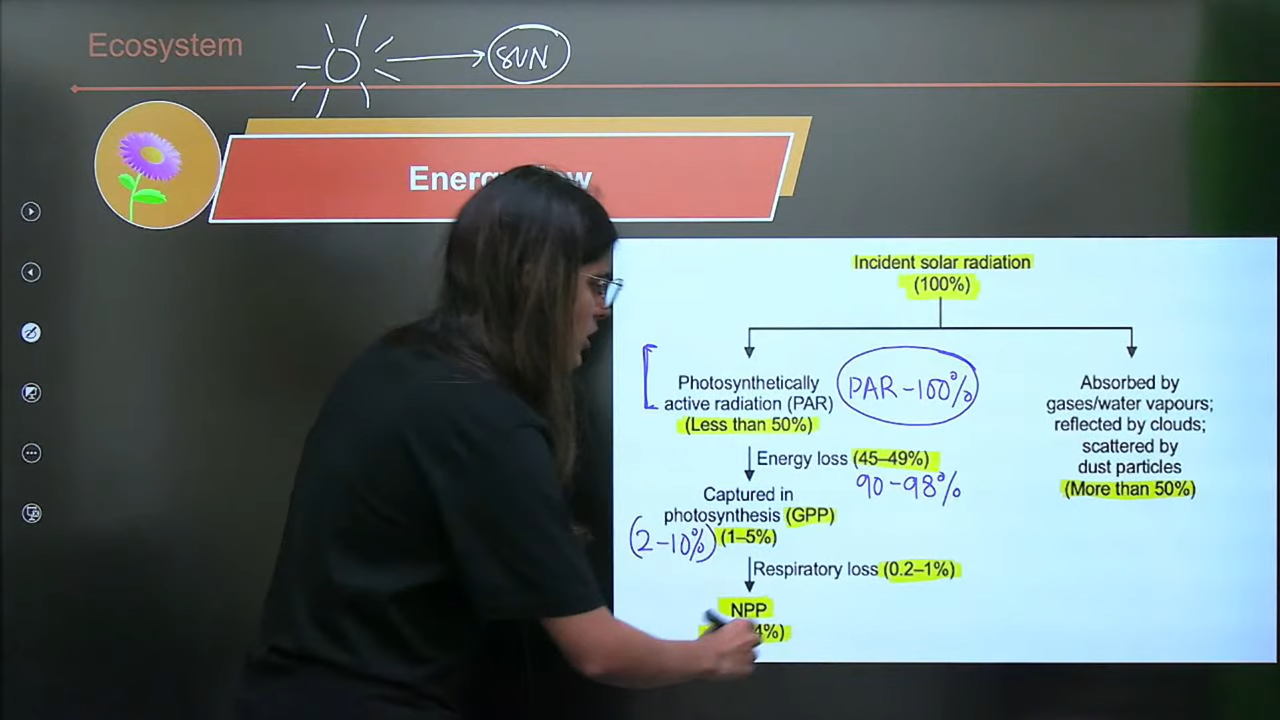 Ecosystem
SUN
Incident solar radiation
(100%)
Photosynthetically
active radiation (PAR)
(Less than 50%)
PAR-100%
Absorbed by
gases/water vapours;
reflected by clouds;
scattered by
dust particles
(More than 50%)
Energy loss (45–49%)
90-98%
Captured in
photosynthesis (GPP)
(2-10%) (1–5%)
Respiratory loss (0.2–1%)
NPP